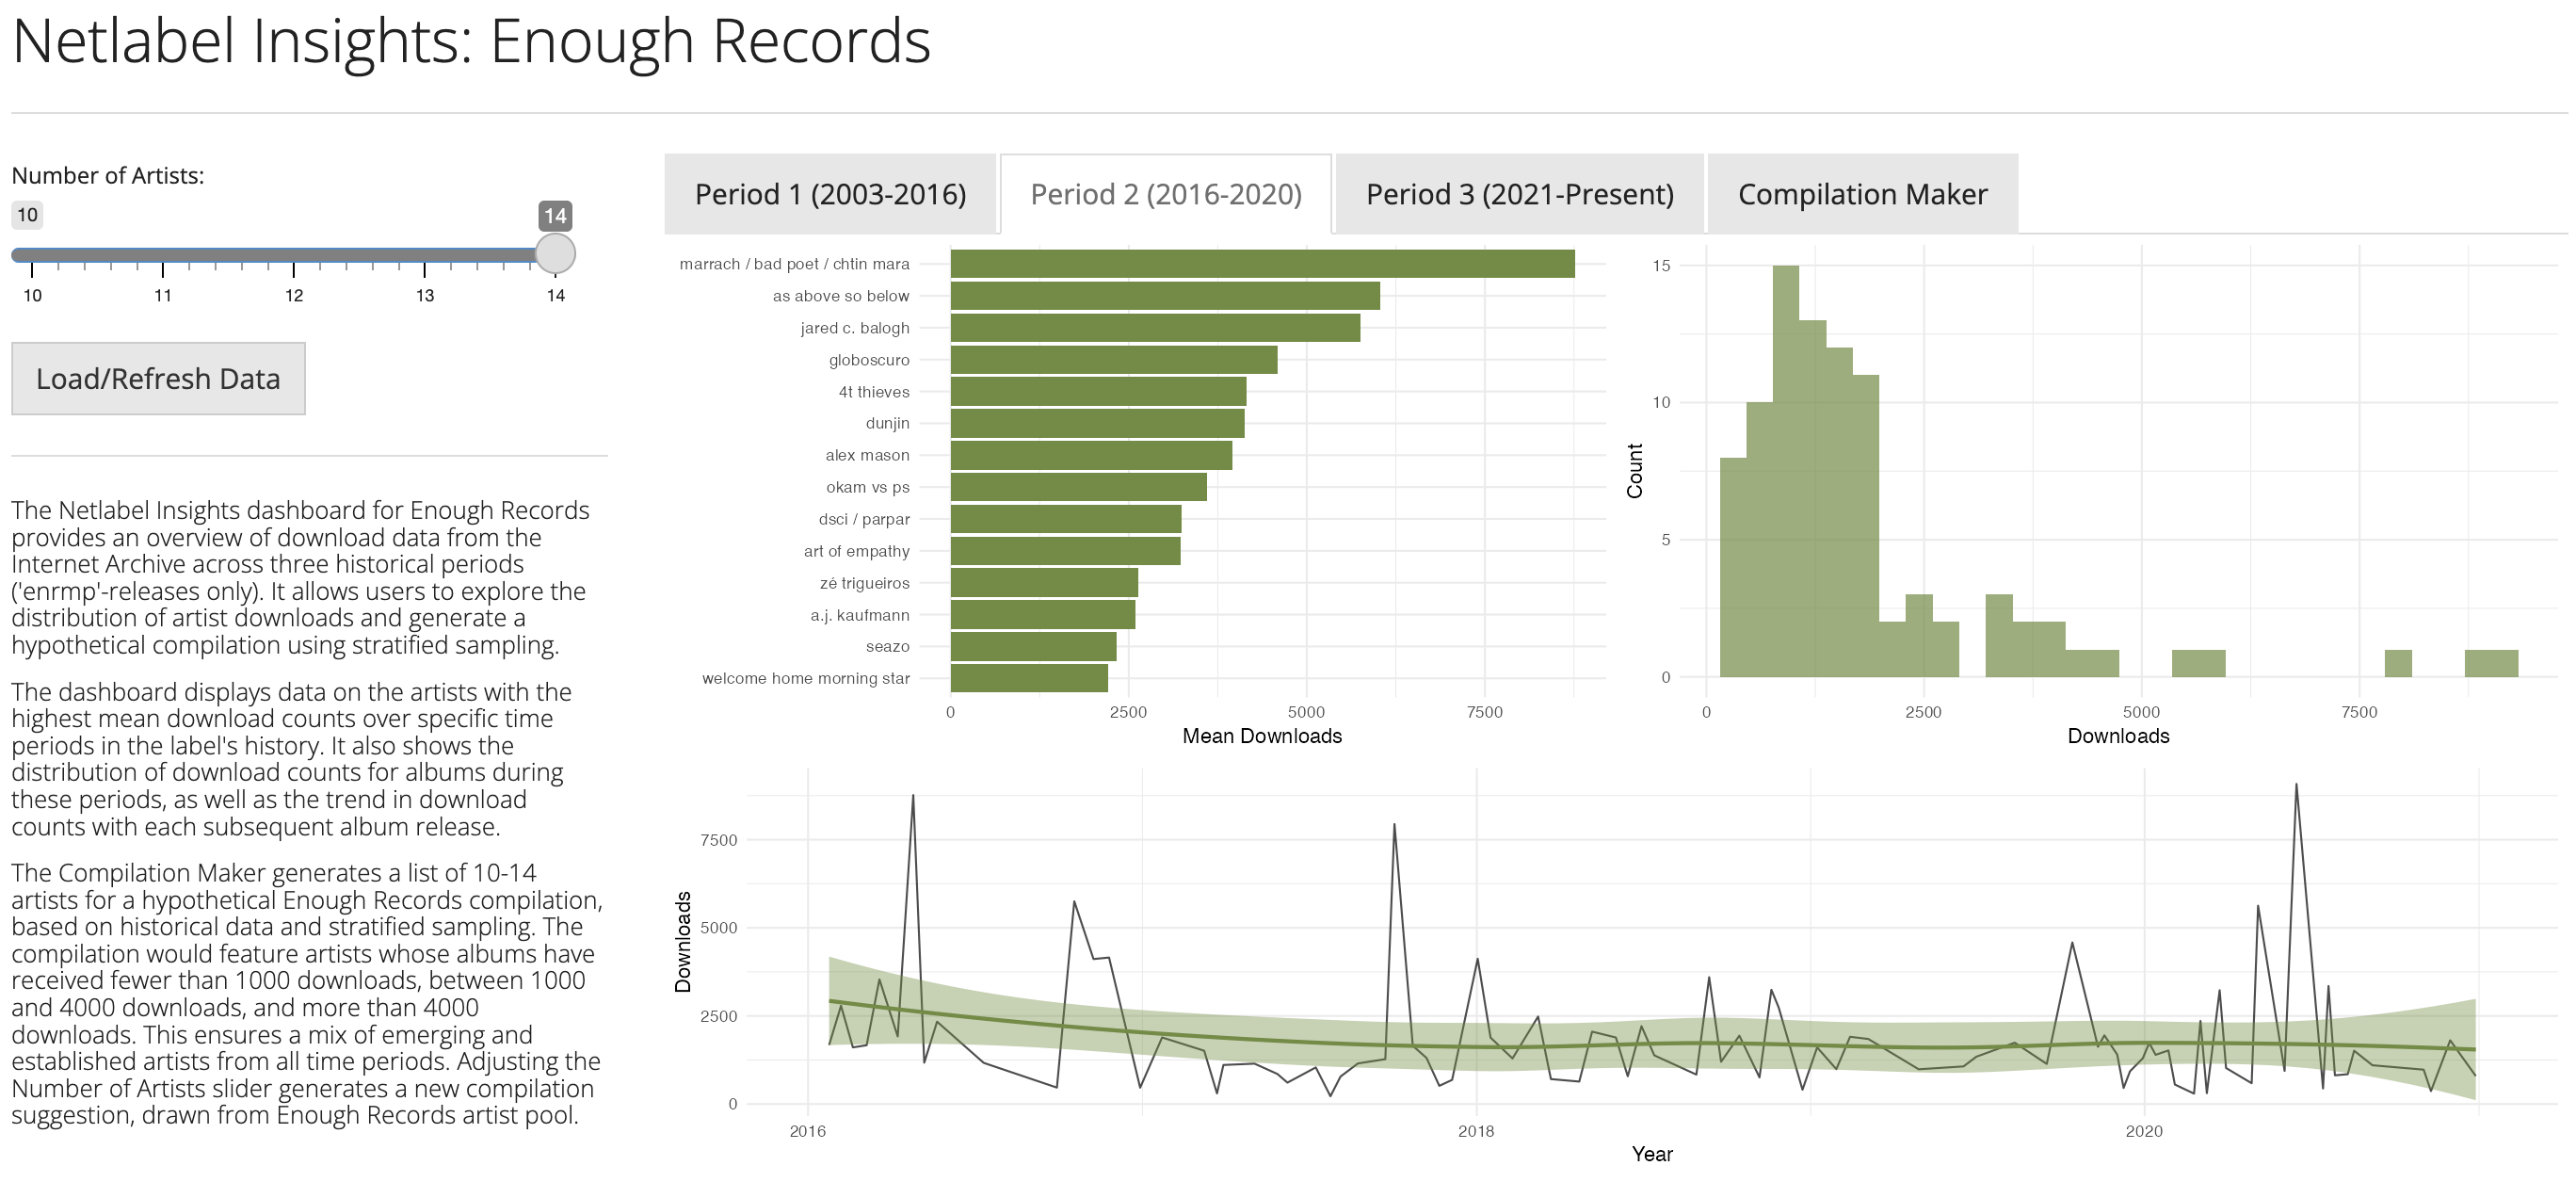 Netlabel Insights: Enough Records
Number of Artists:
10
14
10
11
12
13
14
Load/Refresh Data
The Netlabel Insights dashboard for Enough Records
provides an overview of download data from the
Internet Archive across three historical periods
('enrmp'-releases only). It allows users to explore the
distribution of artist downloads and generate a
hypothetical compilation using stratified sampling.
The dashboard displays data on the artists with the
highest mean download counts over specific time
periods in the label's history. It also shows the
distribution of download counts for albums during
these periods, as well as the trend in download
counts with each subsequent album release.
The Compilation Maker generates a list of 10-14
artists for a hypothetical Enough Records compilation,
based on historical data and stratified sampling. The
compilation would feature artists whose albums have
received fewer than 1000 downloads, between 1000
and 4000 downloads, and more than 4000
downloads. This ensures a mix of emerging and
established artists from all time periods. Adjusting the
Number of Artists slider generates a new compilation
suggestion, drawn from Enough Records artist pool.
Period 1 (2003-2016)
Period 2 (2016-2020)
Period 3 (2021-Present)
Compilation Maker
marrach / bad poet / chtin mara
as above so below
jared c. balogh
globoscuro
4t thieves
dunjin
alex mason
okam vs ps
dsci / parpar
art of empathy
zé trigueiros
a.j. kaufmann
seazo
welcome home morning star
0
2500
5000
7500
Mean Downloads
15
10
5
0
Count
0
2500
5000
7500
Downloads
7500
5000
2500
0
Downloads
2016
2018
2020
Year